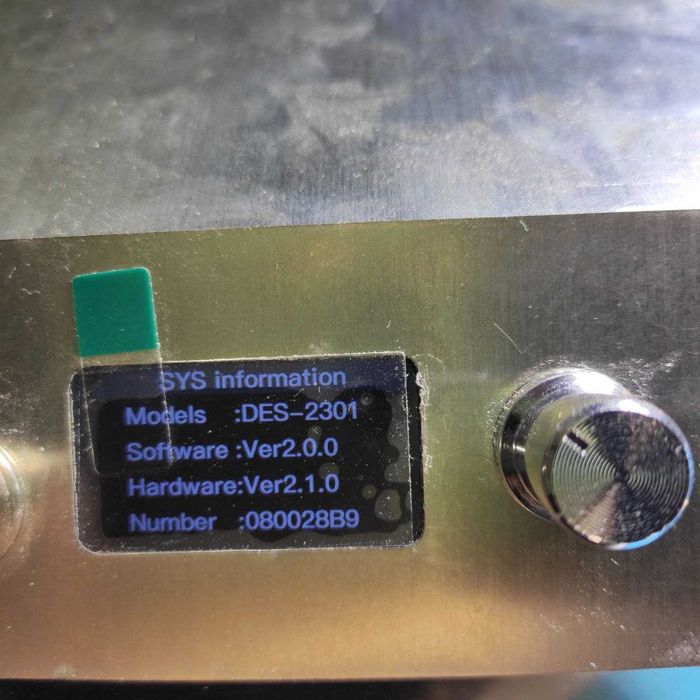 SYS information
Models :DES-2301
Software :Ver2.0.0
Hardware:Ver2.1.0
Number :080028B9